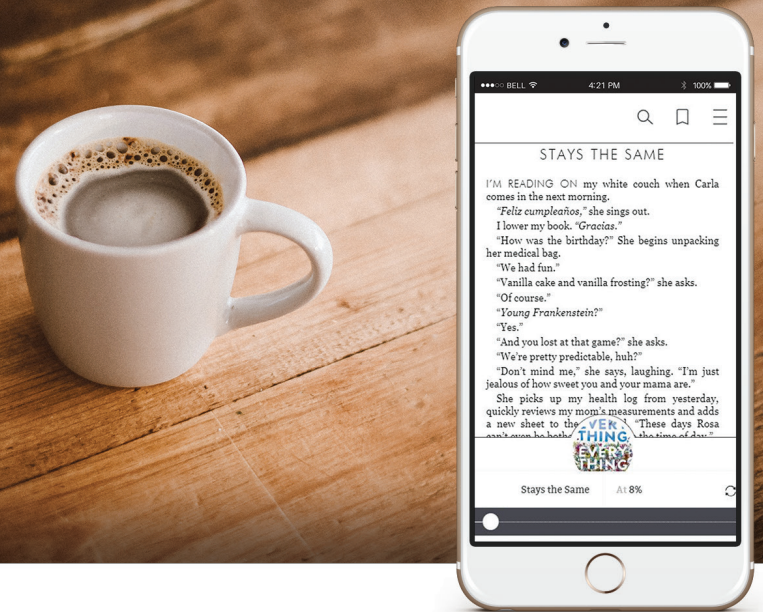 BELL
4:21 PM
100%
STAYS THE SAME
I'M READING ON my white couch when Carla
comes in the next morning.
"Feliz cumpleaños," she sings out.
I lower my book. "Gracias."
"How was the birthday?" She begins unpacking
her medical bag.
"We had fun."
"Vanilla cake and vanilla frosting?" she asks.
"Of course."
"Young Frankenstein?"
"Yes."
"And you lost at that game?" she asks.
"We're pretty predictable, huh?"
"Don't mind me," she says, laughing. "I'm just
jealous of how sweet you and your mama are."
She picks up my health log from yesterday,
quickly reviews my mom's measurements and adds
a new sheet to the "These days Rosa
can't even be the time of day."
THING
EVERY
THING
Stays the Same
At 8%